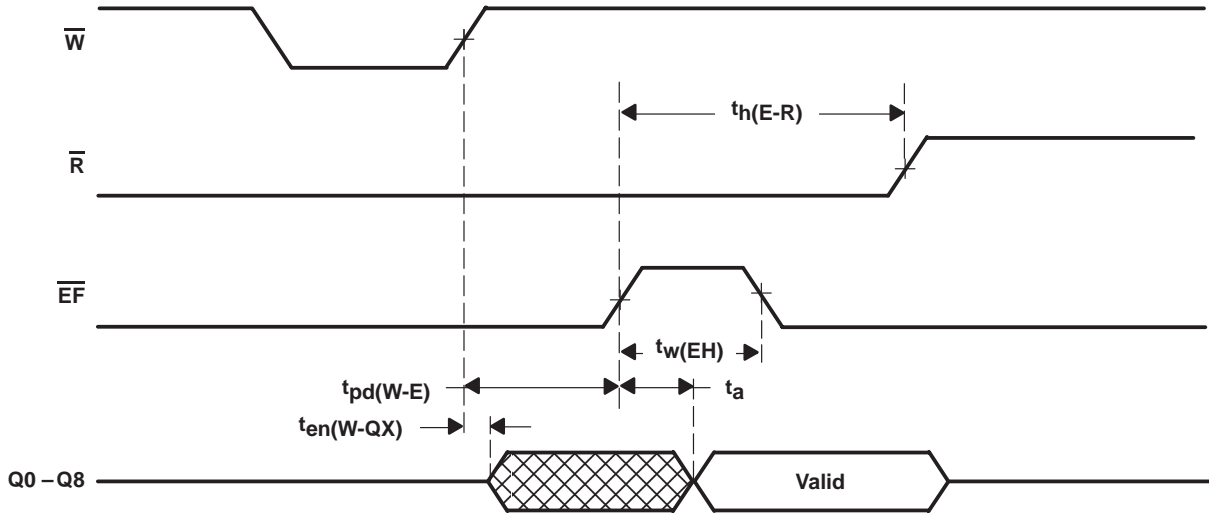 W
th(E-R)
R
EF
tw(EH)
tpd(W-E)
ta
ten(W-QX)
Q0 – Q8
Valid